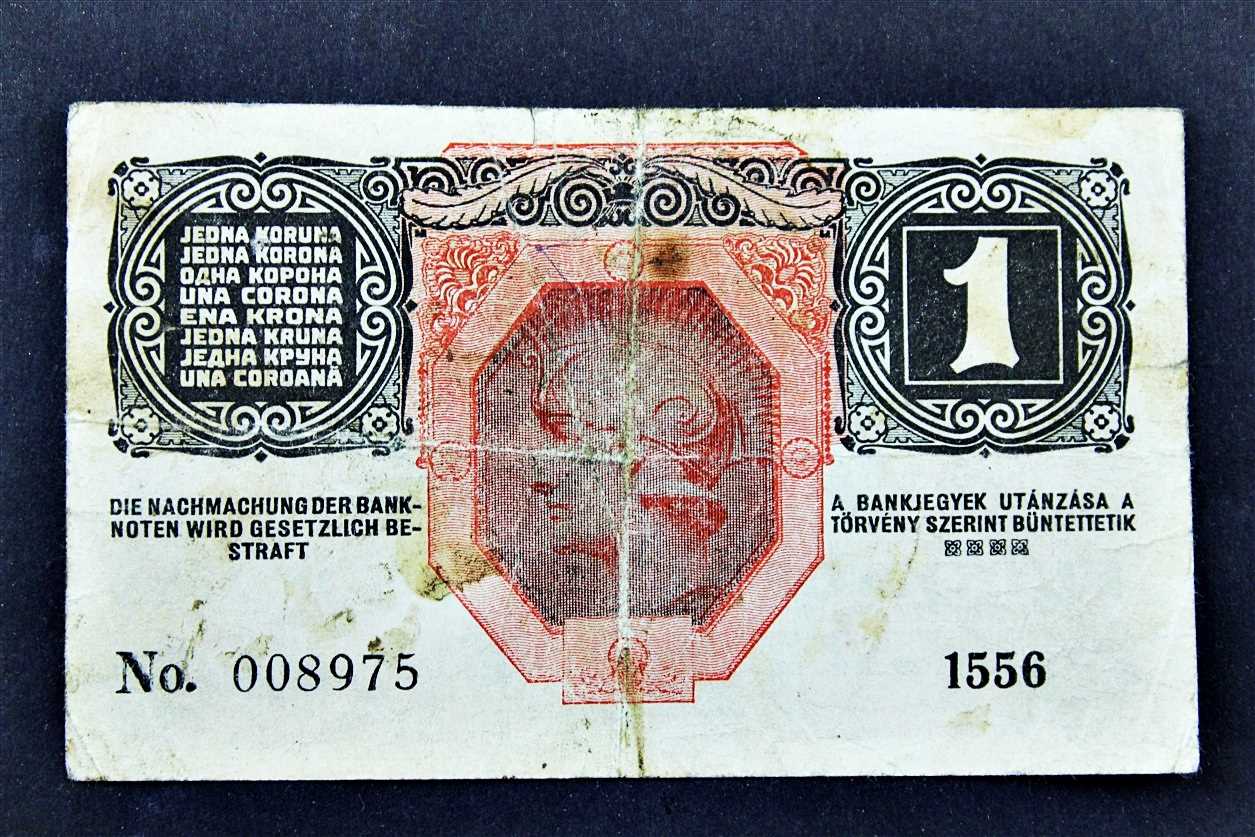 JEDNA KORUNA
JEDNA KORONA
ОДНА КОРОНА
UNA CORONA
ENA KRONA
JEDNA KRUNA
ЈЕДНА КРУНА
UNA COROANĂ
1
DIE NACHMACHUNG DER BANK-
NOTEN WIRD GESETZLICH BE-
STRAFT
A BANKJEGYEK UTÁNZÁSA A
TÖRVÉNY SZERINT BÜNTETTETIK
No. 008975
1556